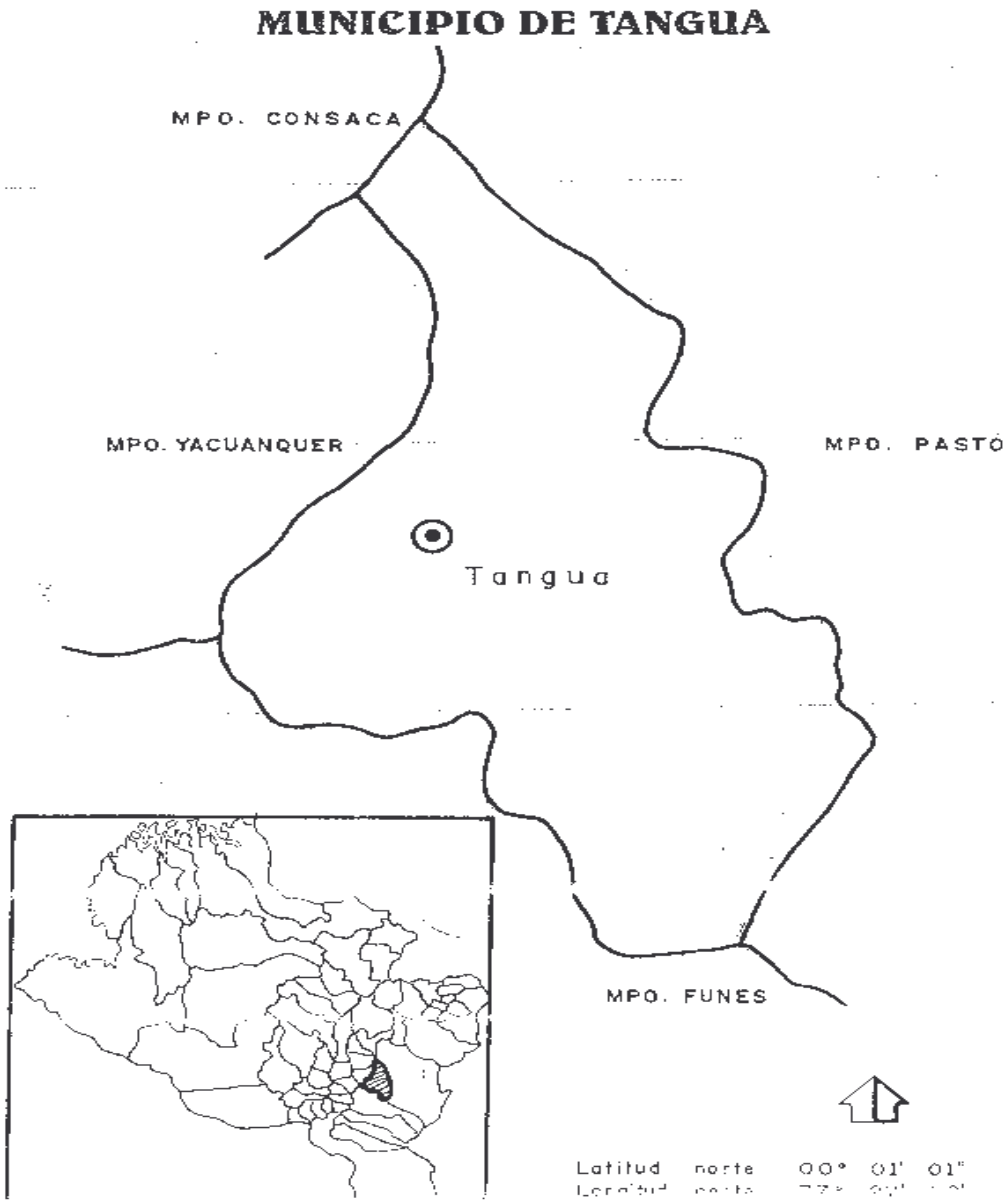 MUNICIPIO DE TANGUA
MPO. CONSACA
MPO. YACUANQUER
MPO. PASTO
Tangua
MPO. FUNES
Latitud norte 00° 01' 01"